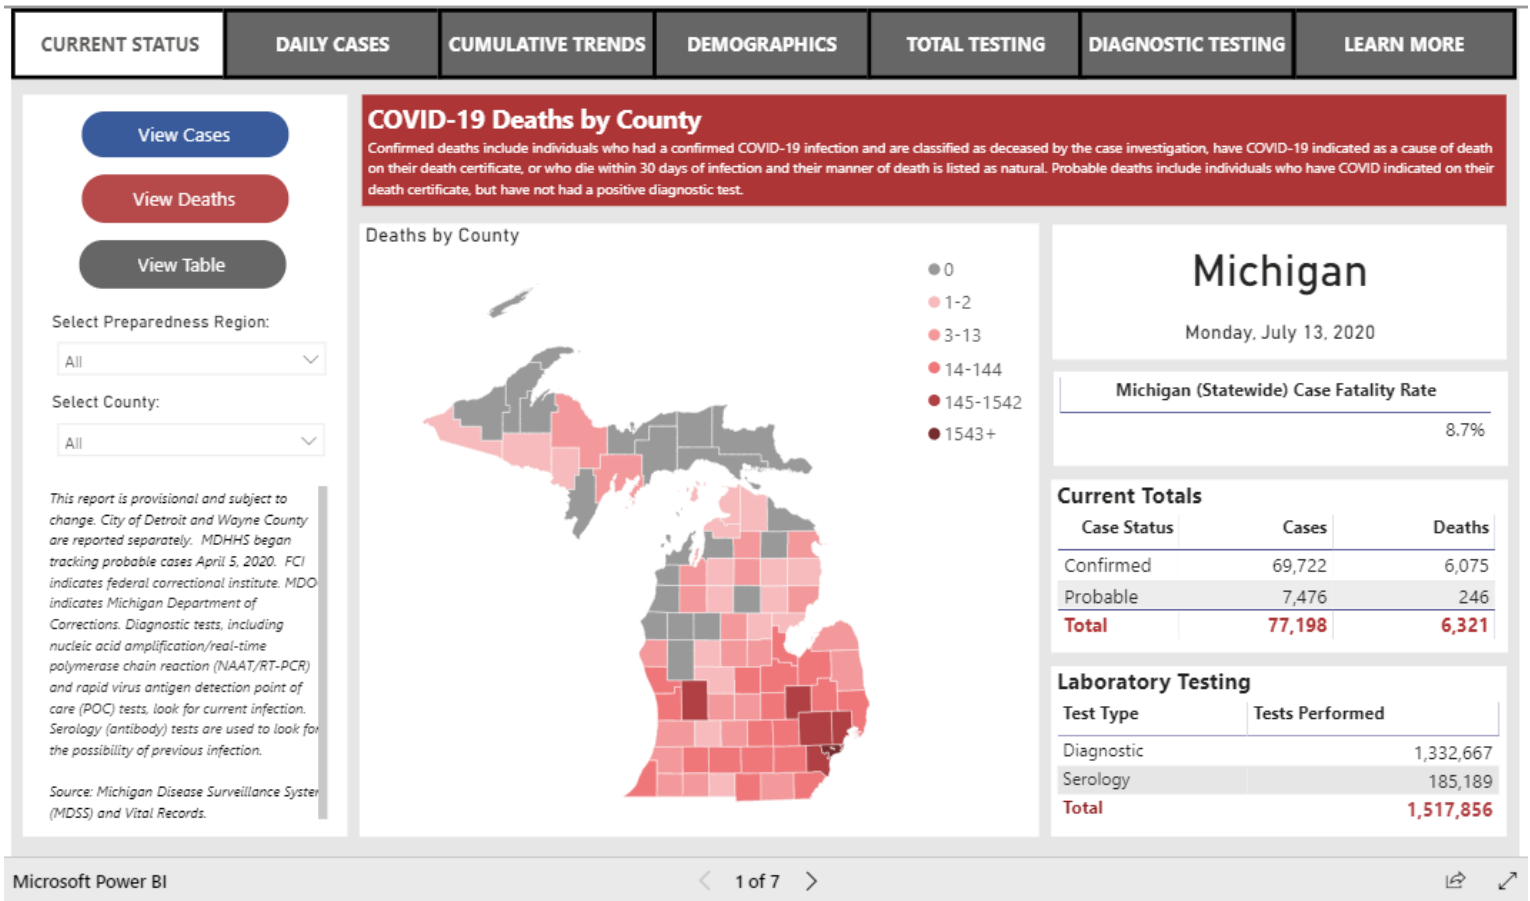 CURRENT STATUS
DAILY CASES
CUMULATIVE TRENDS
DEMOGRAPHICS
TOTAL TESTING
DIAGNOSTIC TESTING
LEARN MORE
View Cases
View Deaths
View Table
Select Preparedness Region:
All
Select County:
All
This report is provisional and subject to
change. City of Detroit and Wayne County
are reported separately. MDHHS began
tracking probable cases April 5, 2020. FCI
indicates federal correctional institute. MDO
indicates Michigan Department of
Corrections. Diagnostic tests, including
nucleic acid amplification/real-time
polymerase chain reaction (NAAT/RT-PCR)
and rapid virus antigen detection point of
care (POC) tests, look for current infection.
Serology (antibody) tests are used to look for
the possibility of previous infection.
Source: Michigan Disease Surveillance Syster
(MDSS) and Vital Records.
COVID-19 Deaths by County
Confirmed deaths include individuals who had a confirmed COVID-19 infection and are classified as deceased by the case investigation, have COVID-19 indicated as a cause of death
on their death certificate, or who die within 30 days of infection and their manner of death is listed as natural. Probable deaths include individuals who have COVID indicated on their
death certificate, but have not had a positive diagnostic test.
Deaths by County
0
1-2
3-13
14-144
145-1542
1543+
Michigan
Monday, July 13, 2020
Michigan (Statewide) Case Fatality Rate
8.7%
Current Totals
Case Status Cases Deaths
Confirmed 69,722 6,075
Probable 7,476 246
Total 77,198 6,321
Laboratory Testing
Test Type Tests Performed
Diagnostic 1,332,667
Serology 185,189
Total 1,517,856
Microsoft Power BI
1 of 7